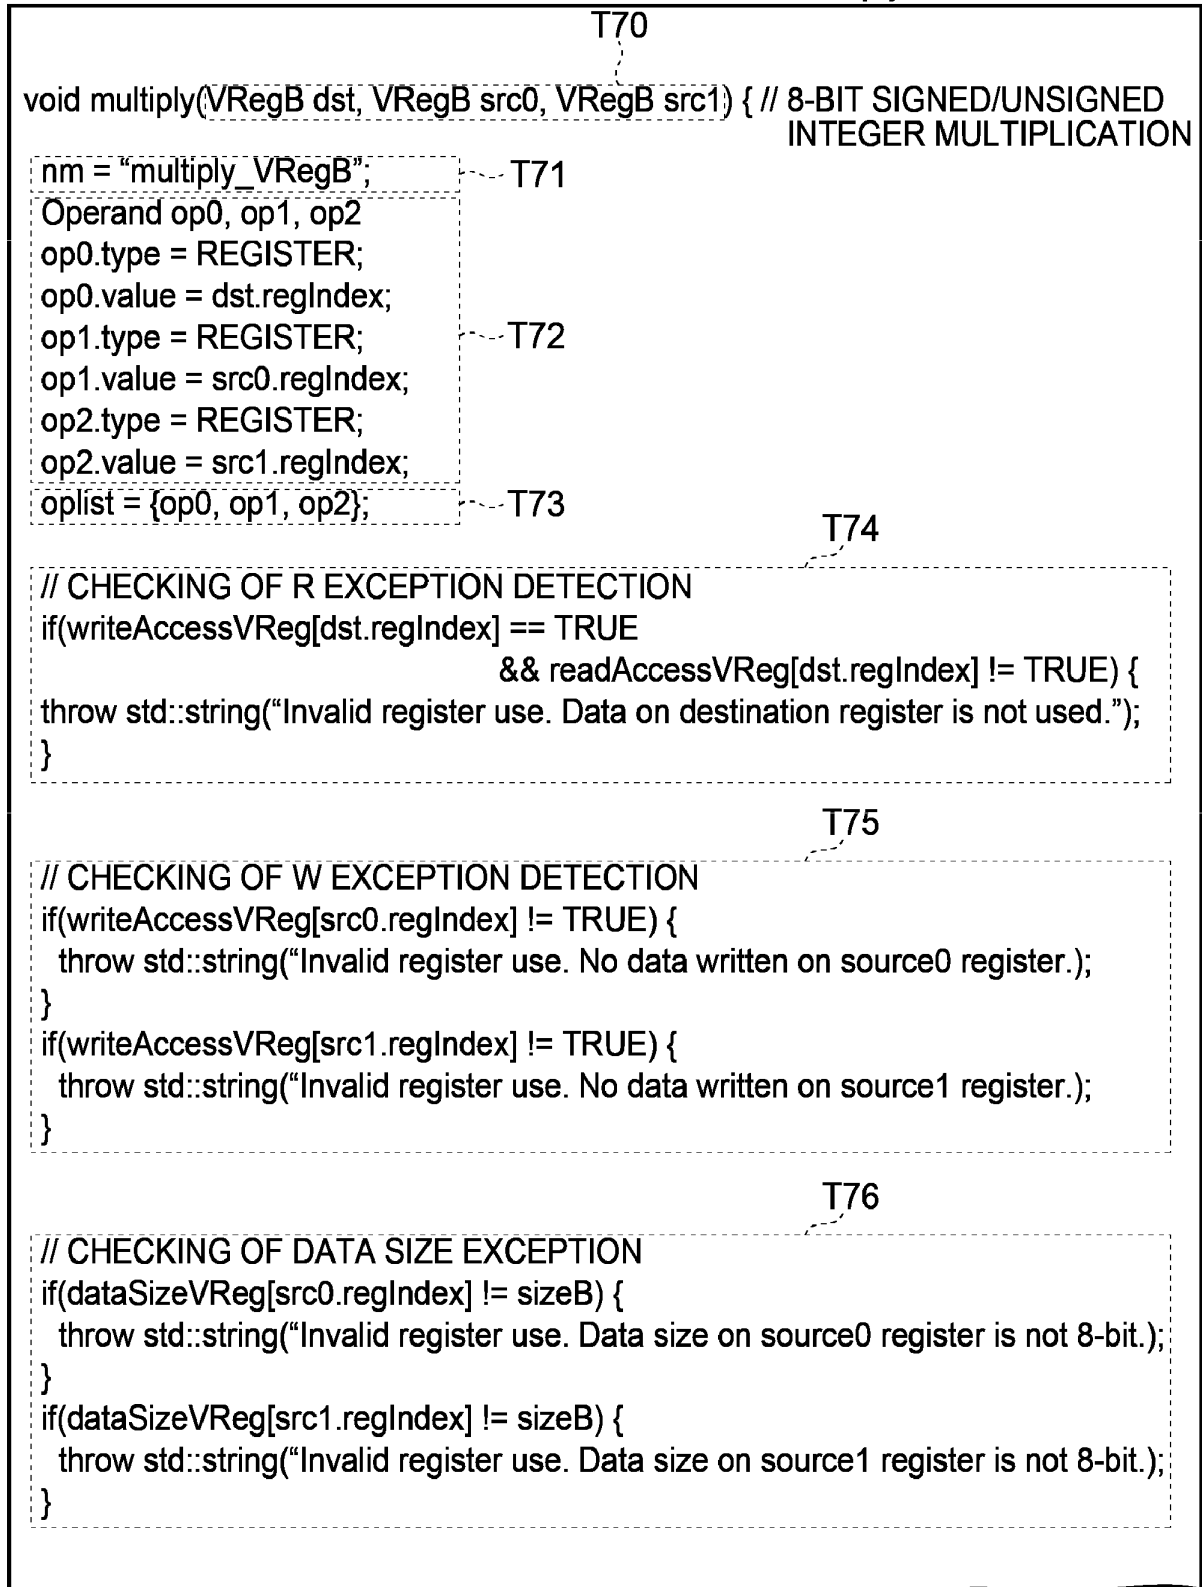 T70
void multiply(VRegB dst, VRegB src0, VRegB src1) { // 8-BIT SIGNED/UNSIGNED
INTEGER MULTIPLICATION
nm = “multiply_VRegB”;
T71
Operand op0, op1, op2
op0.type = REGISTER;
op0.value = dst.regIndex;
op1.type = REGISTER;
T72
op1.value = src0.regIndex;
op2.type = REGISTER;
op2.value = src1.regIndex;
oplist = {op0, op1, op2};
T73
T74
// CHECKING OF R EXCEPTION DETECTION
if(writeAccessVReg[dst.regIndex] == TRUE
&& readAccessVReg[dst.regIndex] != TRUE) {
throw std::string(“Invalid register use. Data on destination register is not used.”);
}
T75
// CHECKING OF W EXCEPTION DETECTION
if(writeAccessVReg[src0.regIndex] != TRUE) {
throw std::string(“Invalid register use. No data written on source0 register.);
}
if(writeAccessVReg[src1.regIndex] != TRUE) {
throw std::string(“Invalid register use. No data written on source1 register.);
}
T76
// CHECKING OF DATA SIZE EXCEPTION
if(dataSizeVReg[src0.regIndex] != sizeB) {
throw std::string(“Invalid register use. Data size on source0 register is not 8-bit.);
}
if(dataSizeVReg[src1.regIndex] != sizeB) {
throw std::string(“Invalid register use. Data size on source1 register is not 8-bit.);
}